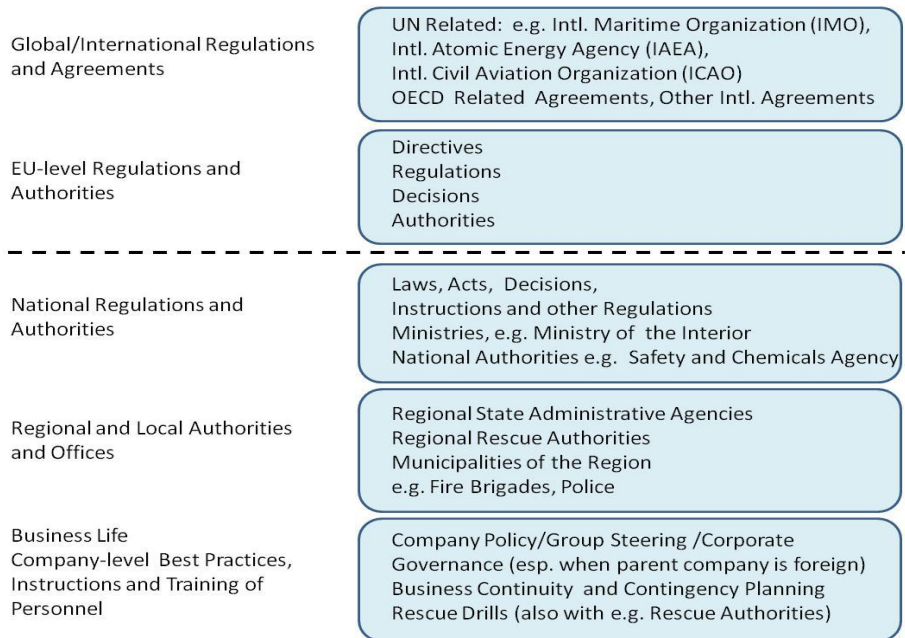 Global/International Regulations
and Agreements
UN Related: e.g. Intl. Maritime Organization (IMO),
Intl. Atomic Energy Agency (IAEA),
Intl. Civil Aviation Organization (ICAO)
OECD Related Agreements, Other Intl. Agreements
EU-level Regulations and
Authorities
Directives
Regulations
Decisions
Authorities
National Regulations and
Authorities
Laws, Acts, Decisions,
Instructions and other Regulations
Ministries, e.g. Ministry of the Interior
National Authorities e.g. Safety and Chemicals Agency
Regional and Local Authorities
and Offices
Regional State Administrative Agencies
Regional Rescue Authorities
Municipalities of the Region
e.g. Fire Brigades, Police
Business Life
Company-level Best Practices,
Instructions and Training of
Personnel
Company Policy/Group Steering /Corporate
Governance (esp. when parent company is foreign)
Business Continuity and Contingency Planning
Rescue Drills (also with e.g. Rescue Authorities)